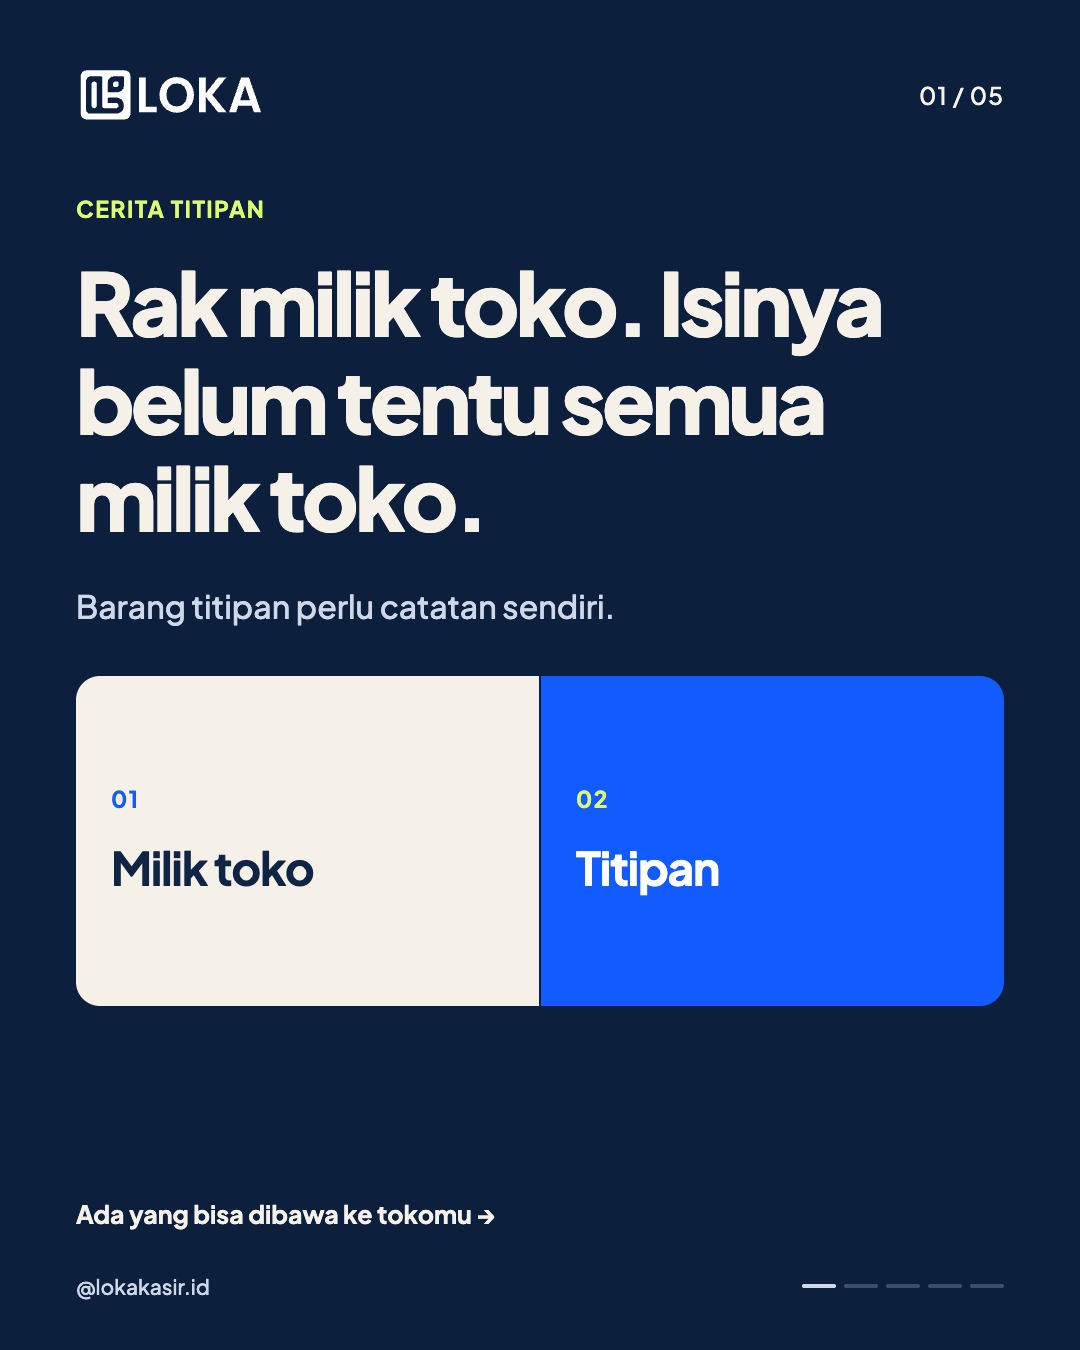 LOKA
01 / 05
CERITA TITIPAN
Rak milik toko. Isinya
belum tentu semua
milik toko.
Barang titipan perlu catatan sendiri.
01
Milik toko
02
Titipan
Ada yang bisa dibawa ke tokomu →
@lokakasir.id